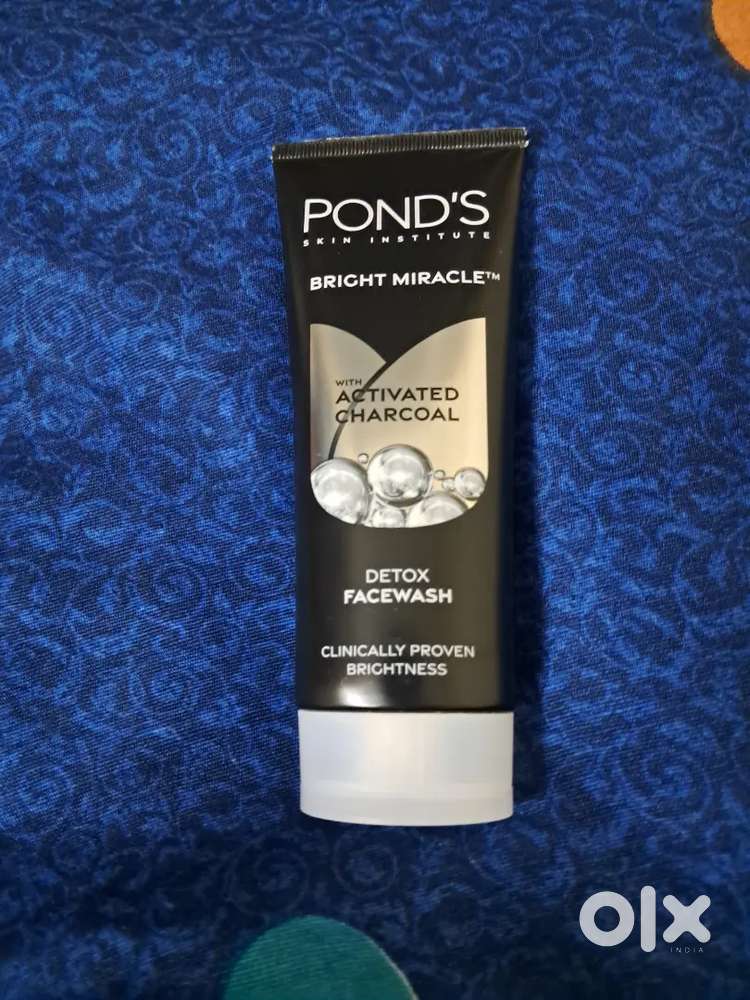 POND'S
SKIN INSTITUTE
BRIGHT MIRACLE™
WITH
ACTIVATED
CHARCOAL
DETOX
FACEWASH
CLINICALLY PROVEN
BRIGHTNESS
olx
INDIA